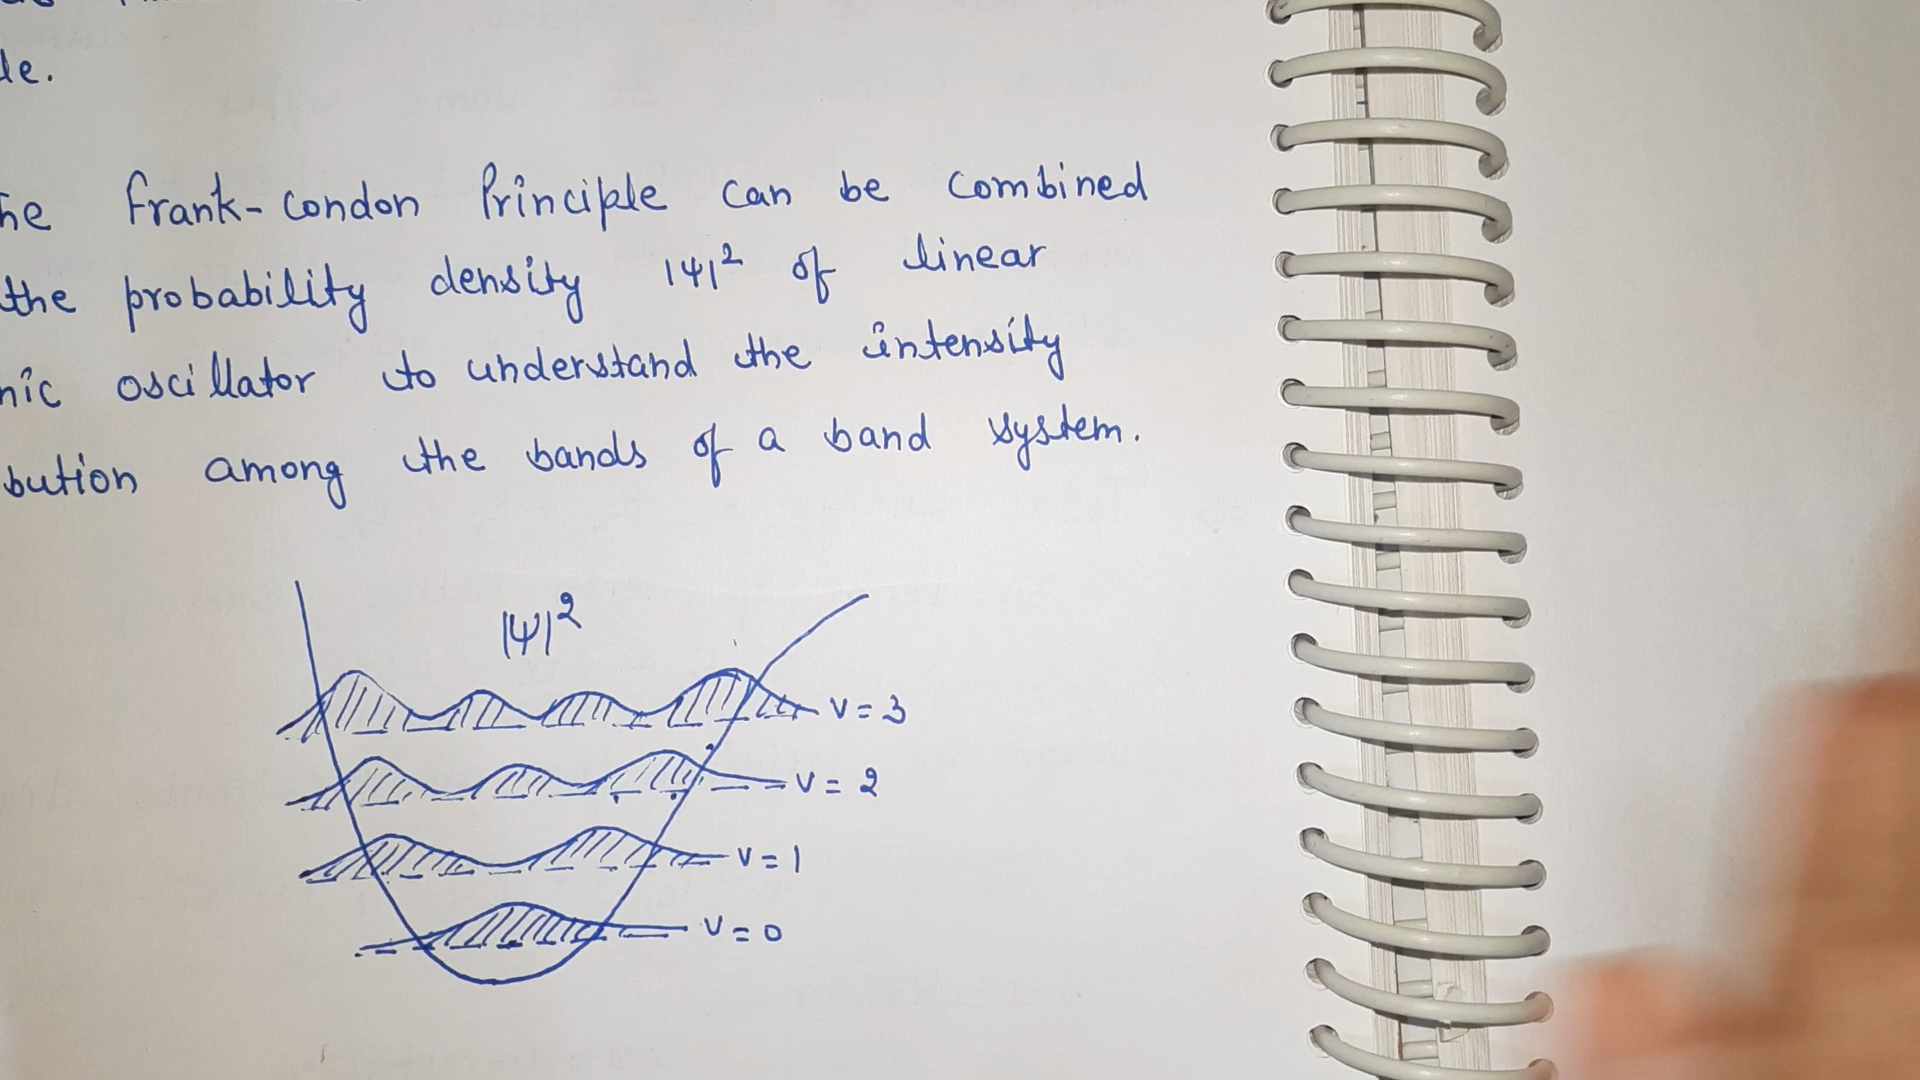 le.
he Frank-Condon Principle can be combined
the probability density |ψ|² of linear
nic oscillator to understand the intensity
bution among the bands of a band system.
|ψ|²
v=3
v=2
v=1
v=0